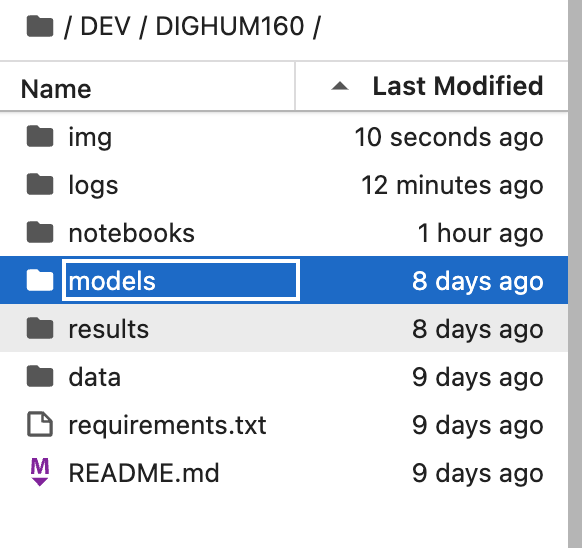 / DEV / DIGHUM160 /
Name Last Modified
img 10 seconds ago
logs 12 minutes ago
notebooks 1 hour ago
models 8 days ago
results 8 days ago
data 9 days ago
requirements.txt 9 days ago
M README.md 9 days ago